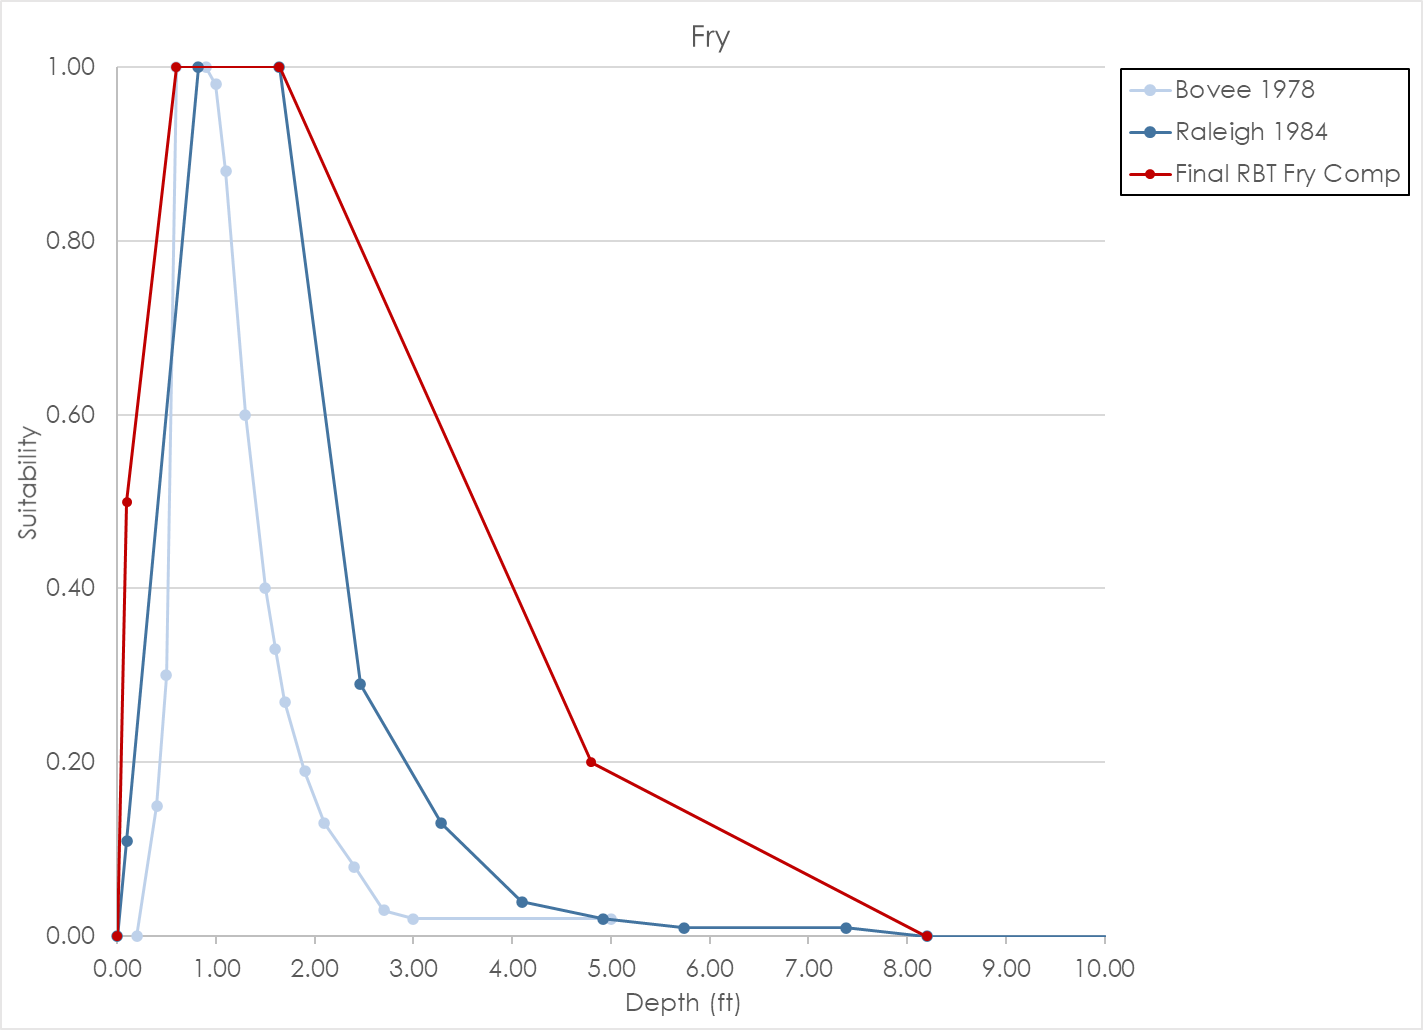 Fry
1.00
0.80
0.60
0.40
0.20
0.00
Suitability
0.00 1.00 2.00 3.00 4.00 5.00 6.00 7.00 8.00 9.00 10.00
Depth (ft)
Bovee 1978
Raleigh 1984
Final RBT Fry Comp